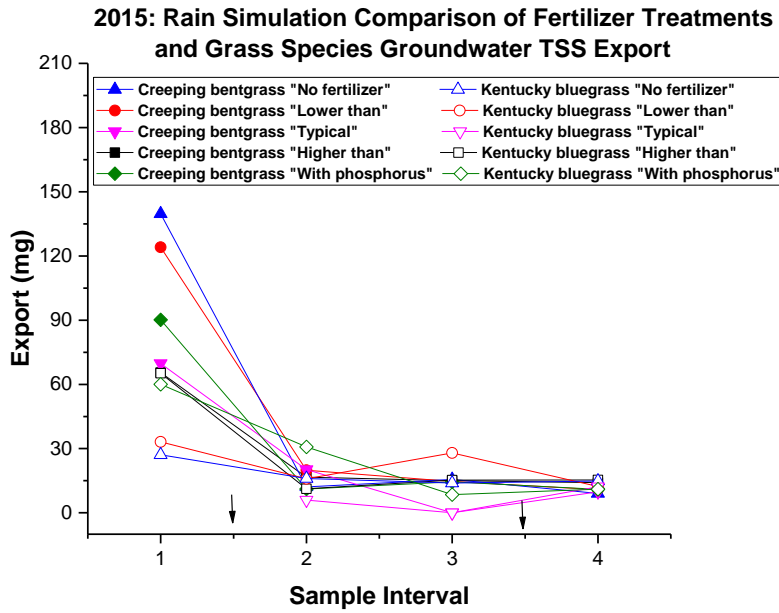 2015: Rain Simulation Comparison of Fertilizer Treatments
and Grass Species Groundwater TSS Export
210
180
150
120
90
60
30
0
Export (mg)
Creeping bentgrass "No fertilizer"
Creeping bentgrass "Lower than"
Creeping bentgrass "Typical"
Creeping bentgrass "Higher than"
Creeping bentgrass "With phosphorus"
Kentucky bluegrass "No fertilizer"
Kentucky bluegrass "Lower than"
Kentucky bluegrass "Typical"
Kentucky bluegrass "Higher than"
Kentucky bluegrass "With phosphorus"
1 2 3 4
Sample Interval